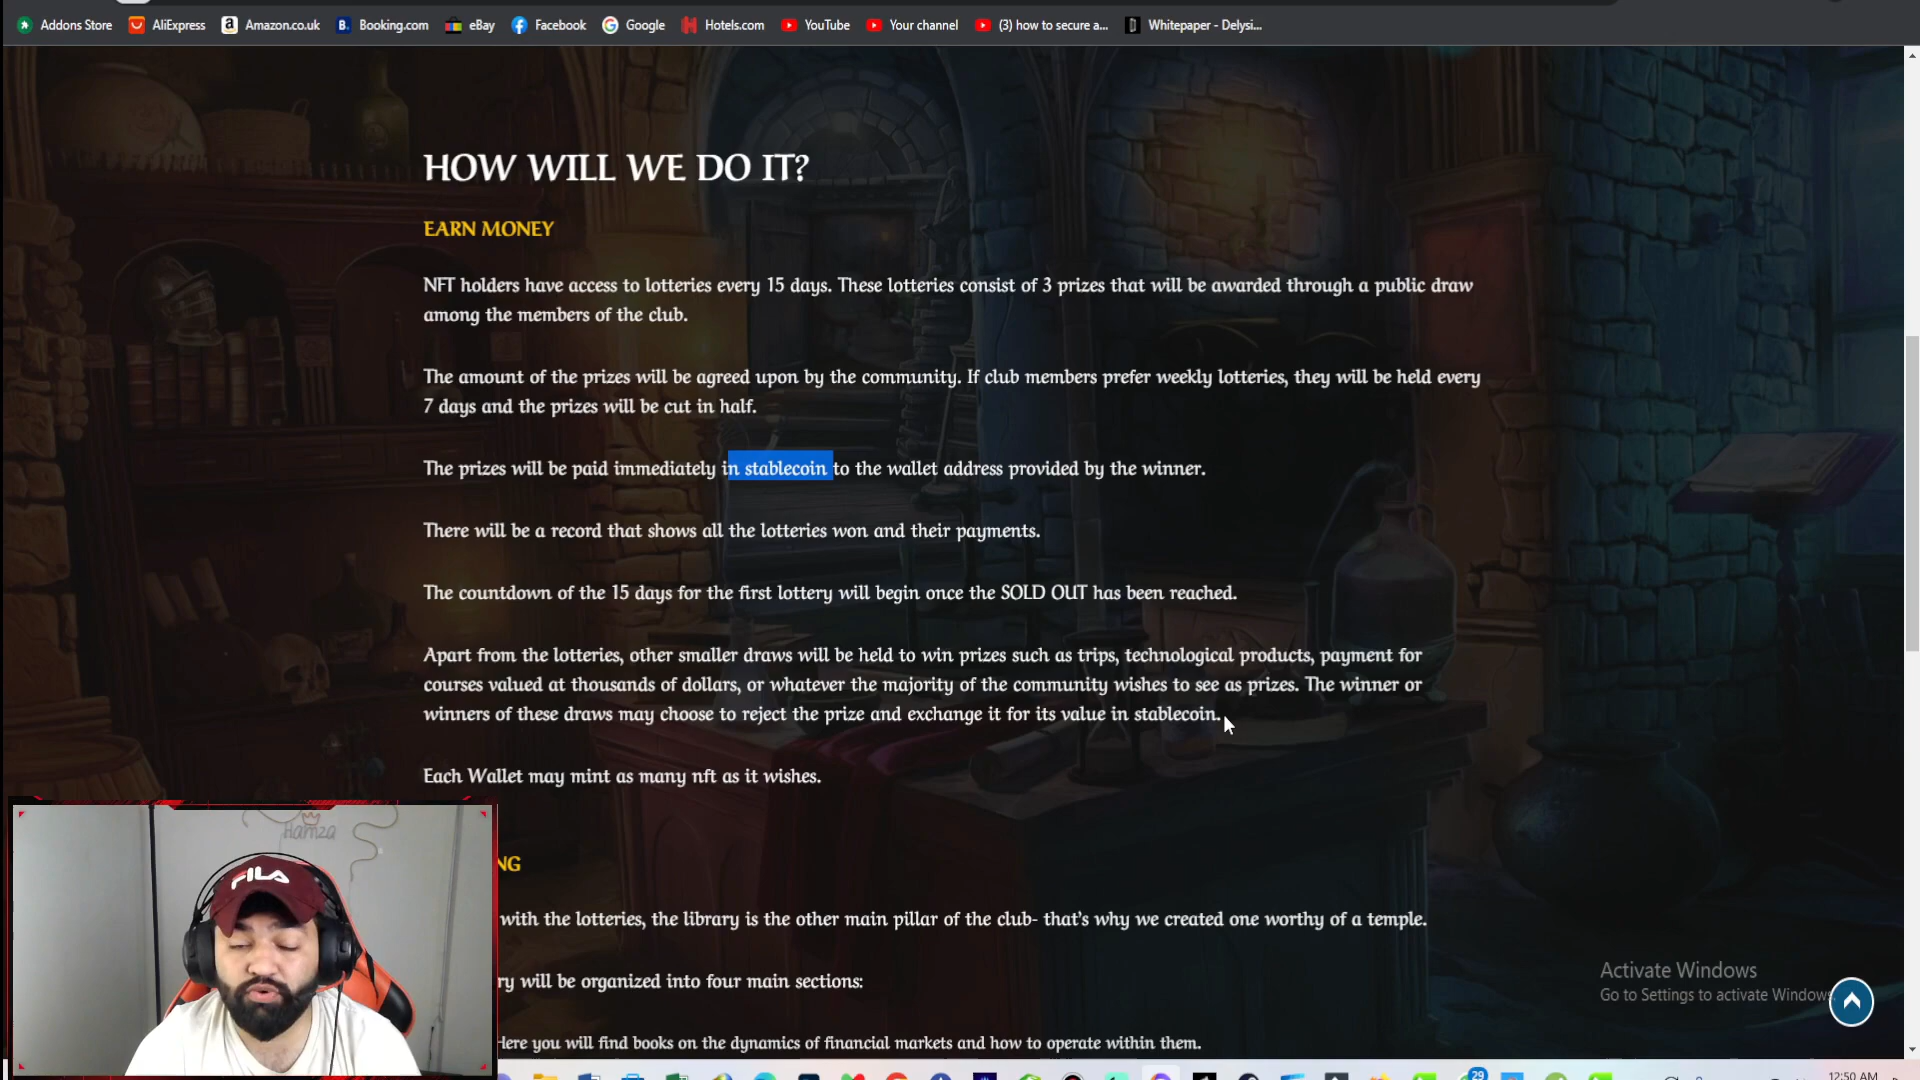 Addons Store AliExpress Amazon.co.uk Booking.com eBay Facebook Google Hotels.com YouTube Your channel (3) how to secure a... Whitepaper - Delysi...
HOW WILL WE DO IT?
EARN MONEY
NFT holders have access to lotteries every 15 days. These lotteries consist of 3 prizes that will be awarded through a public draw
among the members of the club.
The amount of the prizes will be agreed upon by the community. If club members prefer weekly lotteries, they will be held every
7 days and the prizes will be cut in half.
The prizes will be paid immediately in stablecoin to the wallet address provided by the winner.
There will be a record that shows all the lotteries won and their payments.
The countdown of the 15 days for the first lottery will begin once the SOLD OUT has been reached.
Apart from the lotteries, other smaller draws will be held to win prizes such as trips, technological products, payment for
courses valued at thousands of dollars, or whatever the majority of the community wishes to see as prizes. The winner or
winners of these draws may choose to reject the prize and exchange it for its value in stablecoin.
Each Wallet may mint as many nft as it wishes.
Hamza
FILA
NG
with the lotteries, the library is the other main pillar of the club- that's why we created one worthy of a temple.
ry will be organized into four main sections:
Here you will find books on the dynamics of financial markets and how to operate within them.
Activate Windows
Go to Settings to activate Windows.
29
12:50 AM